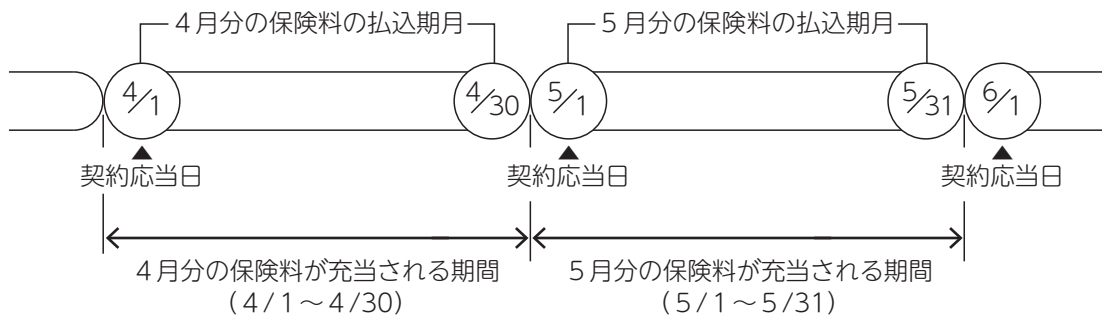 4月分の保険料の払込期月
5月分の保険料の払込期月
4/1
4/30
5/1
5/31
6/1
契約応当日
契約応当日
契約応当日
4月分の保険料が充当される期間
(4/1～4/30)
5月分の保険料が充当される期間
(5/1～5/31)